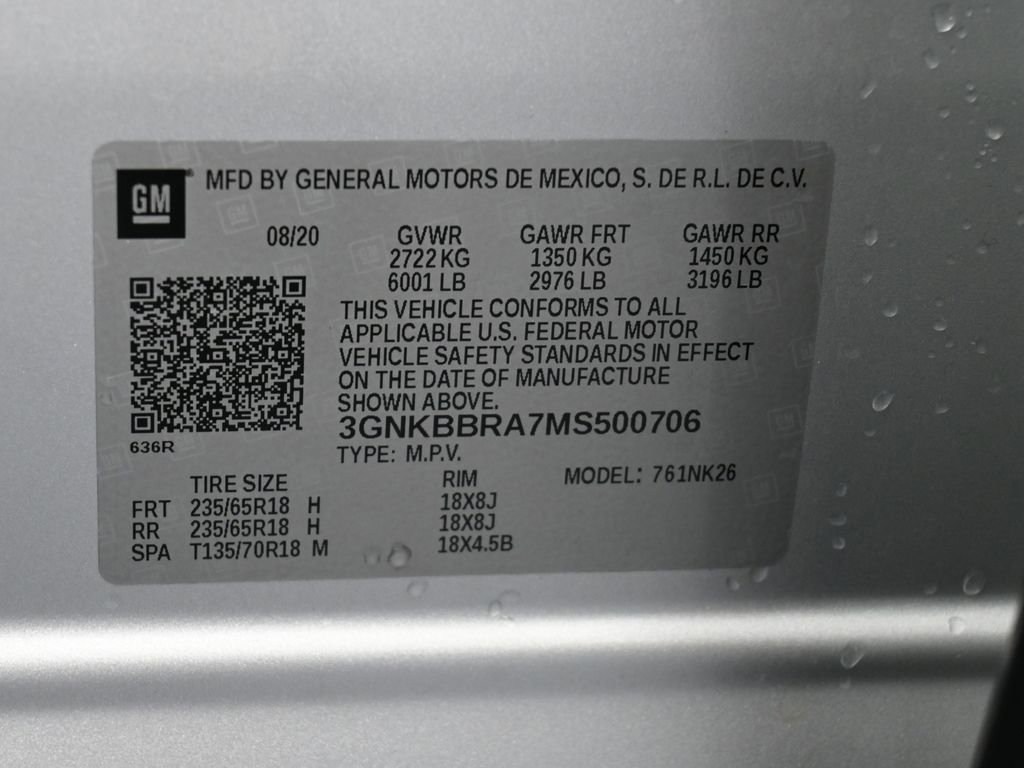 GM MFD BY GENERAL MOTORS DE MEXICO, S. DE R.L. DE C.V.
08/20 GVWR GAWR FRT GAWR RR
2722 KG 1350 KG 1450 KG
6001 LB 2976 LB 3196 LB
THIS VEHICLE CONFORMS TO ALL
APPLICABLE U.S. FEDERAL MOTOR
VEHICLE SAFETY STANDARDS IN EFFECT
ON THE DATE OF MANUFACTURE
SHOWN ABOVE.
3GNKBBRA7MS500706
636R
TYPE: M.P.V.
TIRE SIZE RIM MODEL: 761NK26
FRT 235/65R18 H 18X8J
RR 235/65R18 H 18X8J
SPA T135/70R18 M 18X4.5B